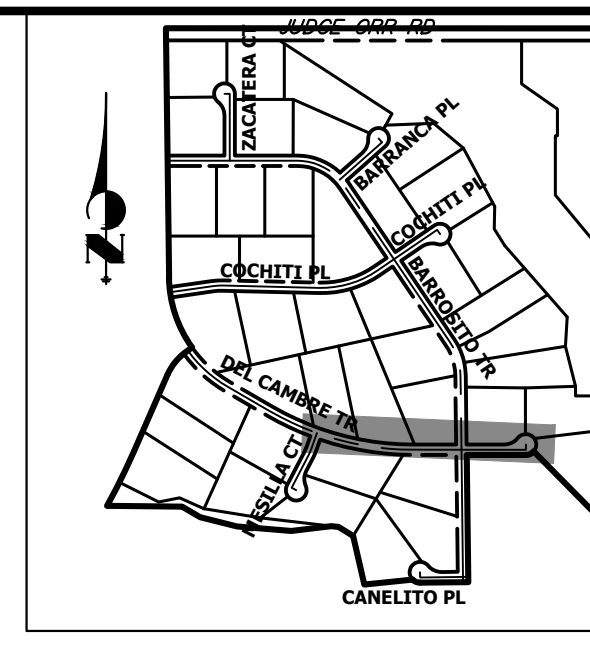 JUDGE ORR RD
ZACATERA CT
BARRANCA PL
COCHITI PL
COCHITI PL
BARROSITO TR
DEL CAMBRE TR
MESILLA CT
CANELITO PL
N